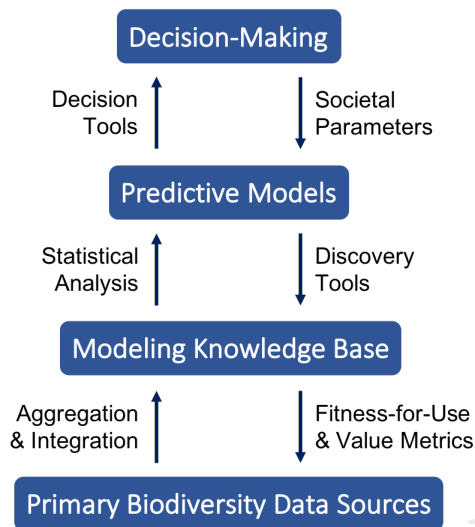 Decision-Making
Decision
Tools
Societal
Parameters
Predictive Models
Statistical
Analysis
Discovery
Tools
Modeling Knowledge Base
Aggregation
& Integration
Fitness-for-Use
& Value Metrics
Primary Biodiversity Data Sources